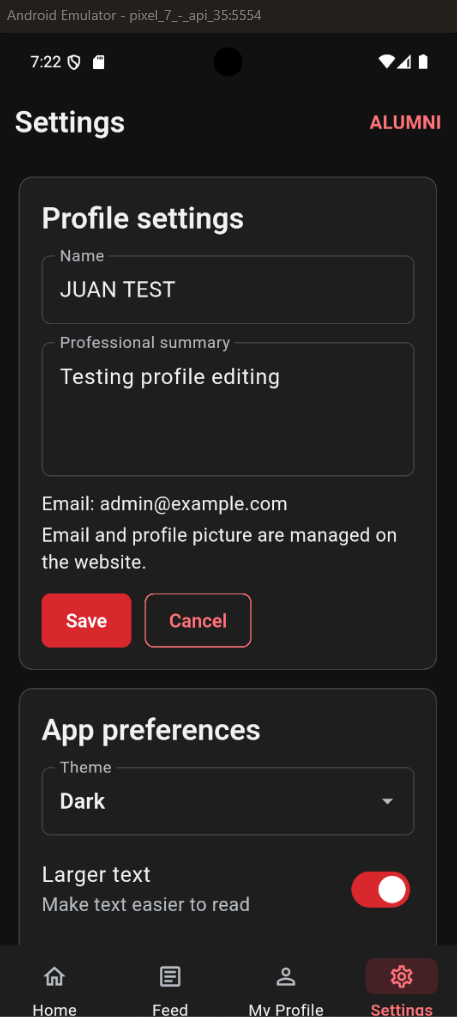 Android Emulator - pixel_7_-_api_35:5554
7:22
Settings
ALUMNI
Profile settings
Name
JUAN TEST
Professional summary
Testing profile editing
Email: admin@example.com
Email and profile picture are managed on
the website.
Save
Cancel
App preferences
Theme
Dark
Larger text
Make text easier to read
Home
Feed
My Profile
Settings